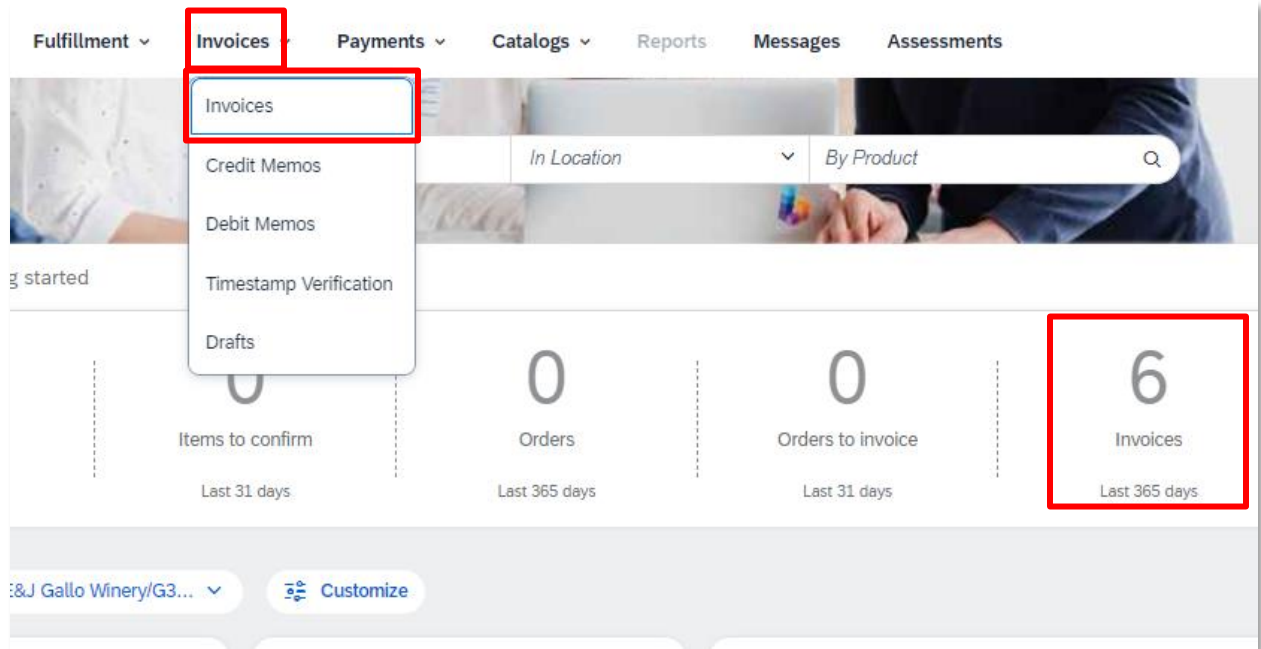 Fulfillment Invoices Payments Catalogs Reports Messages Assessments
Invoices
Credit Memos
Debit Memos
Timestamp Verification
Drafts
In Location By Product
g started
0 0 0 6
Items to confirm Orders Orders to invoice Invoices
Last 31 days Last 365 days Last 31 days Last 365 days
E&J Gallo Winery/G3... Customize